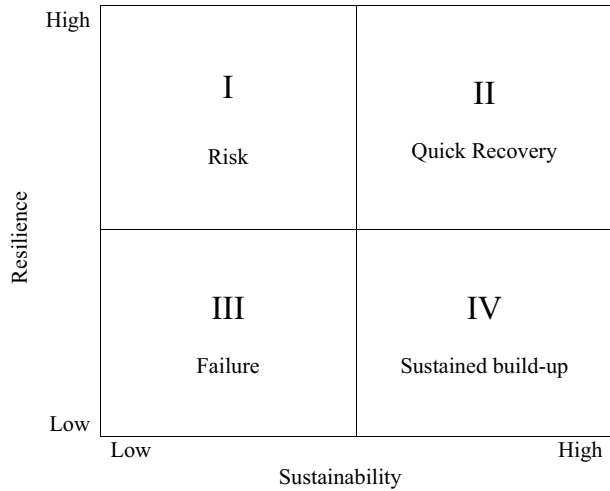 High
I
II
Risk
Quick Recovery
Resilience
III
IV
Failure
Sustained build-up
Low
Low
High
Sustainability